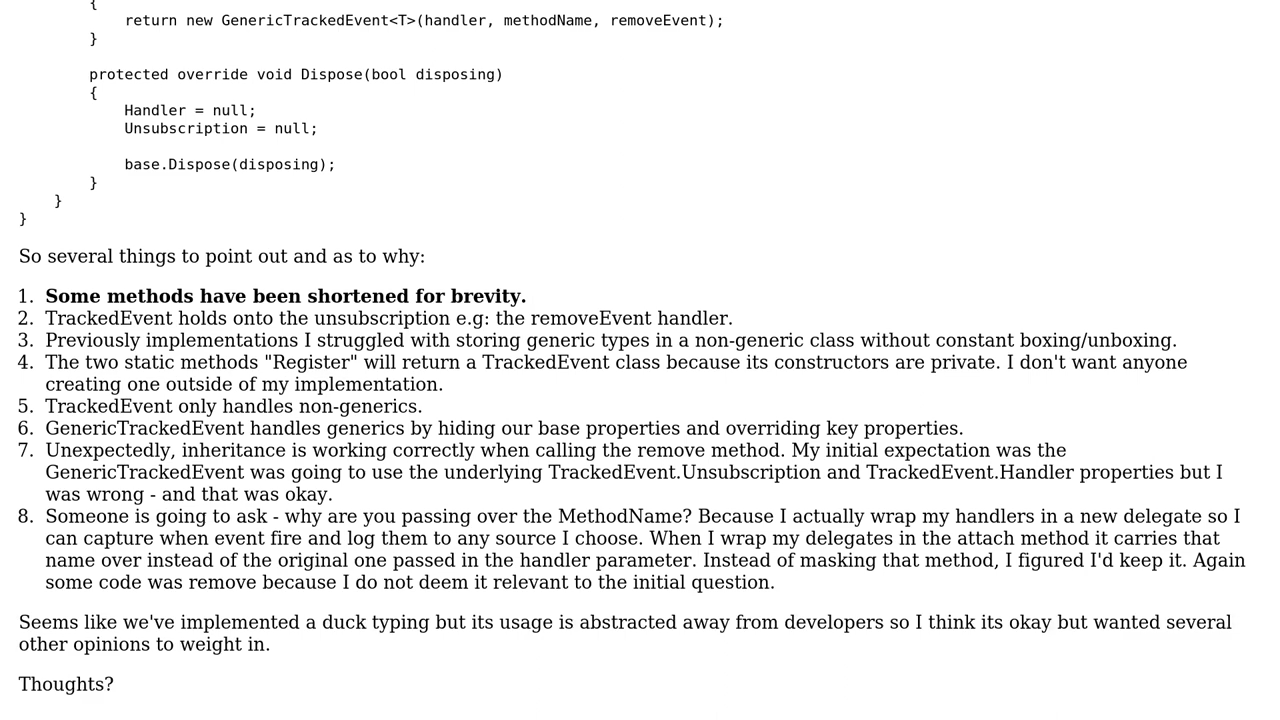 {
return new GenericTrackedEvent<T>(handler, methodName, removeEvent);
}
protected override void Dispose(bool disposing)
{
Handler = null;
Unsubscription = null;
base.Dispose(disposing);
}
}
}
So several things to point out and as to why:
1. Some methods have been shortened for brevity.
2. TrackedEvent holds onto the unsubscription e.g: the removeEvent handler.
3. Previously implementations I struggled with storing generic types in a non-generic class without constant boxing/unboxing.
4. The two static methods "Register" will return a TrackedEvent class because its constructors are private. I don't want anyone
creating one outside of my implementation.
5. TrackedEvent only handles non-generics.
6. GenericTrackedEvent handles generics by hiding our base properties and overriding key properties.
7. Unexpectedly, inheritance is working correctly when calling the remove method. My initial expectation was the
GenericTrackedEvent was going to use the underlying TrackedEvent.Unsubscription and TrackedEvent.Handler properties but I
was wrong - and that was okay.
8. Someone is going to ask - why are you passing over the MethodName? Because I actually wrap my handlers in a new delegate so I
can capture when event fire and log them to any source I choose. When I wrap my delegates in the attach method it carries that
name over instead of the original one passed in the handler parameter. Instead of masking that method, I figured I'd keep it. Again
some code was remove because I do not deem it relevant to the initial question.
Seems like we've implemented a duck typing but its usage is abstracted away from developers so I think its okay but wanted several
other opinions to weight in.
Thoughts?